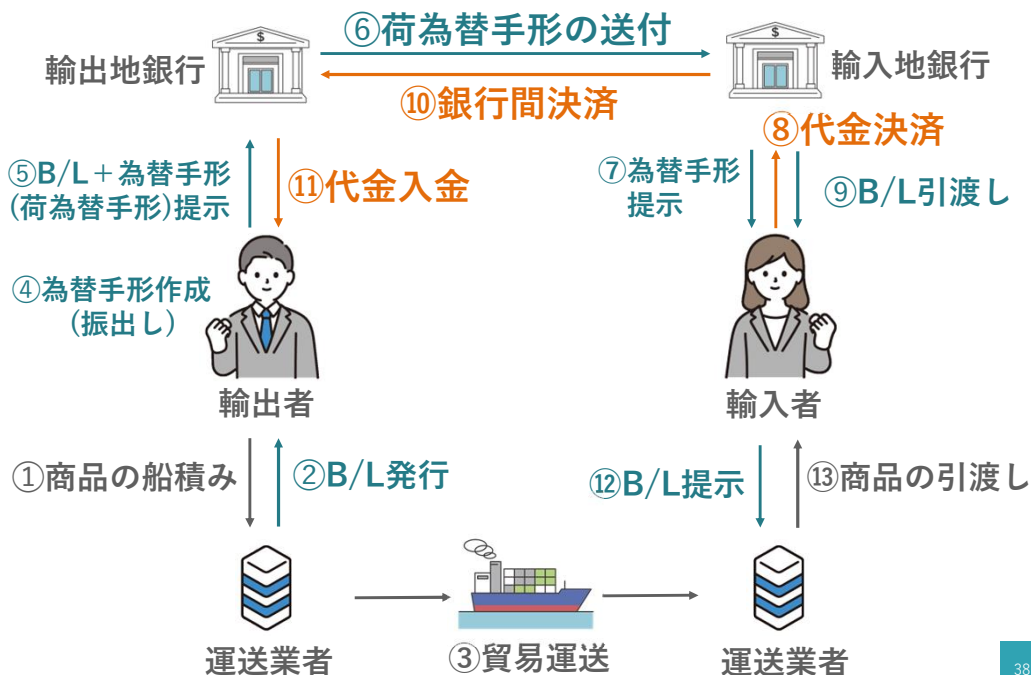 ⑥荷為替手形の送付
輸出地銀行
$
$
輸入地銀行
⑩銀行間決済
⑧代金決済
⑤B/L+為替手形
(荷為替手形)提示
⑪代金入金
⑦為替手形
提示
⑨B/L引渡し
④為替手形作成
(振出し)
輸出者
輸入者
①商品の船積み
②B/L発行
⑫B/L提示
⑬商品の引渡し
運送業者
③貿易運送
運送業者
38